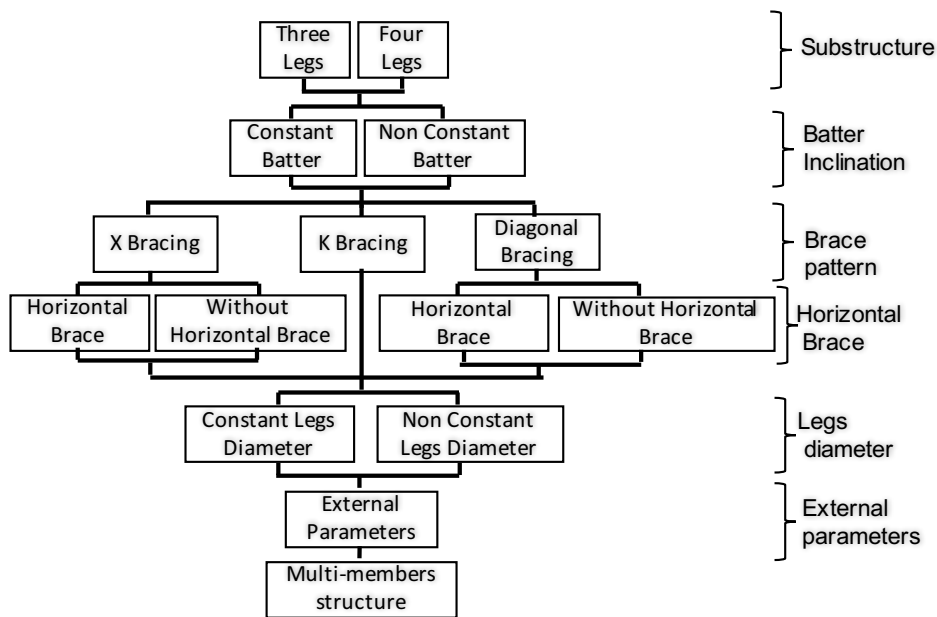 Three
Legs
Four
Legs
Substructure
Constant
Batter
Non Constant
Batter
Batter
Inclination
X Bracing
K Bracing
Diagonal
Bracing
Brace
pattern
Horizontal
Brace
Without
Horizontal Brace
Horizontal
Brace
Without Horizontal
Brace
Horizontal
Brace
Constant Legs
Diameter
Non Constant
Legs Diameter
Legs
diameter
External
Parameters
External
parameters
Multi-members
structure